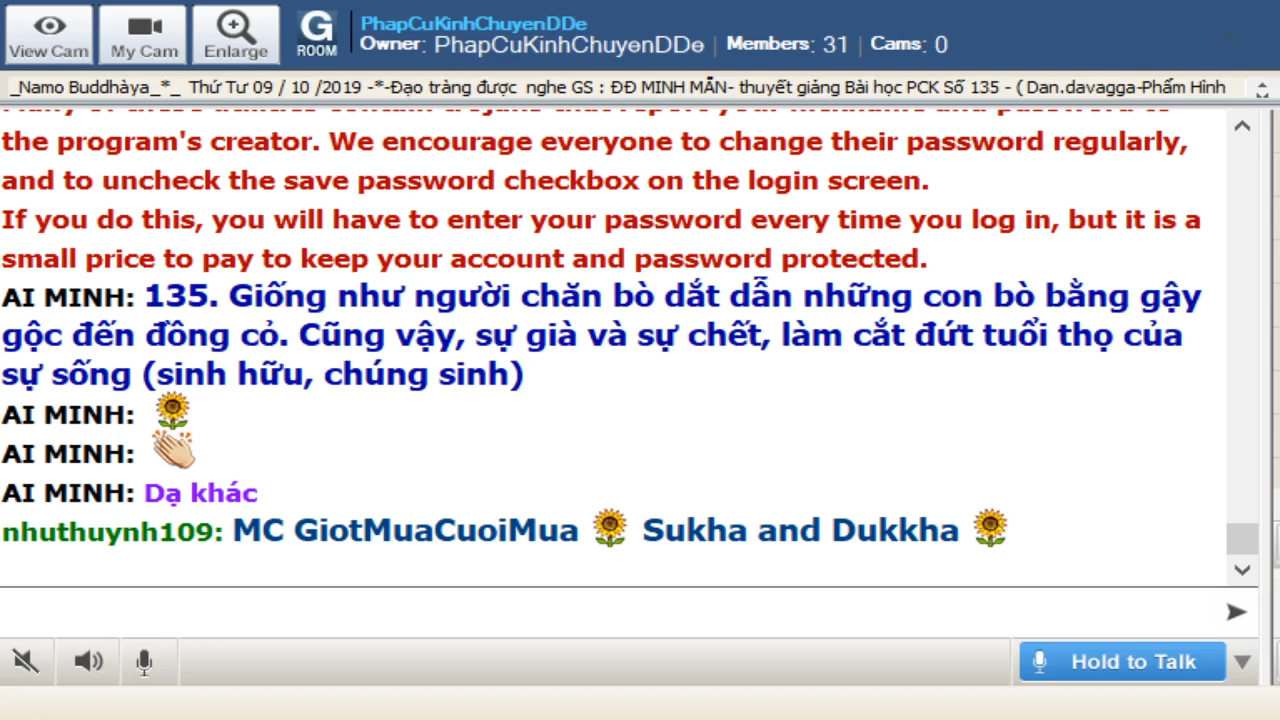 PhapCuKinhChuyenDDe
Owner: PhapCuKinhChuyenDDe | Members: 31 | Cams: 0
View Cam
My Cam
Enlarge
G
ROOM
_Namo Buddhàya_*_ Thứ Tư 09 / 10 /2019 -*-Đạo tràng được nghe GS : ĐĐ MINH MẪN- thuyết giảng Bài học PCK Số 135 - ( Dan.davagga-Phẩm Hình
the program's creator. We encourage everyone to change their password regularly,
and to uncheck the save password checkbox on the login screen.
If you do this, you will have to enter your password every time you log in, but it is a
small price to pay to keep your account and password protected.
AI MINH: 135. Giống như người chăn bò dắt dẫn những con bò bằng gậy
gộc đến đồng cỏ. Cũng vậy, sự già và sự chết, làm cắt đứt tuổi thọ của
sự sống (sinh hữu, chúng sinh)
AI MINH:
AI MINH:
AI MINH: Dạ khác
nhuthuynh109: MC GiotMuaCuoiMua Sukha and Dukkha
Hold to Talk